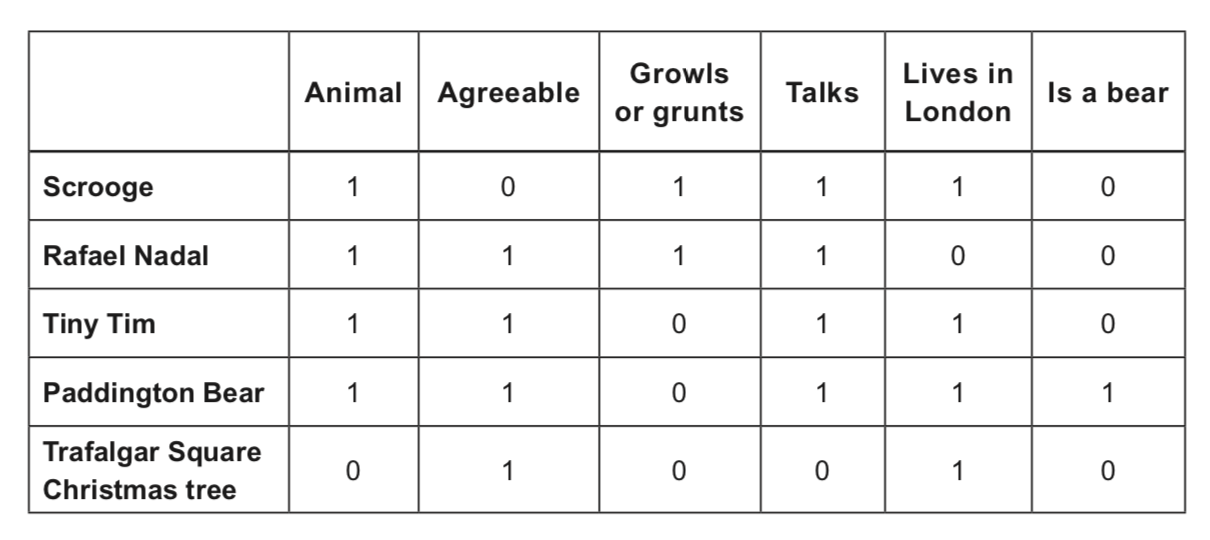 Animal Agreeable Growls or grunts Talks Lives in London Is a bear
Scrooge 1 0 1 1 1 0
Rafael Nadal 1 1 1 1 0 0
Tiny Tim 1 1 0 1 1 0
Paddington Bear 1 1 0 1 1 1
Trafalgar Square Christmas tree 0 1 0 0 1 0